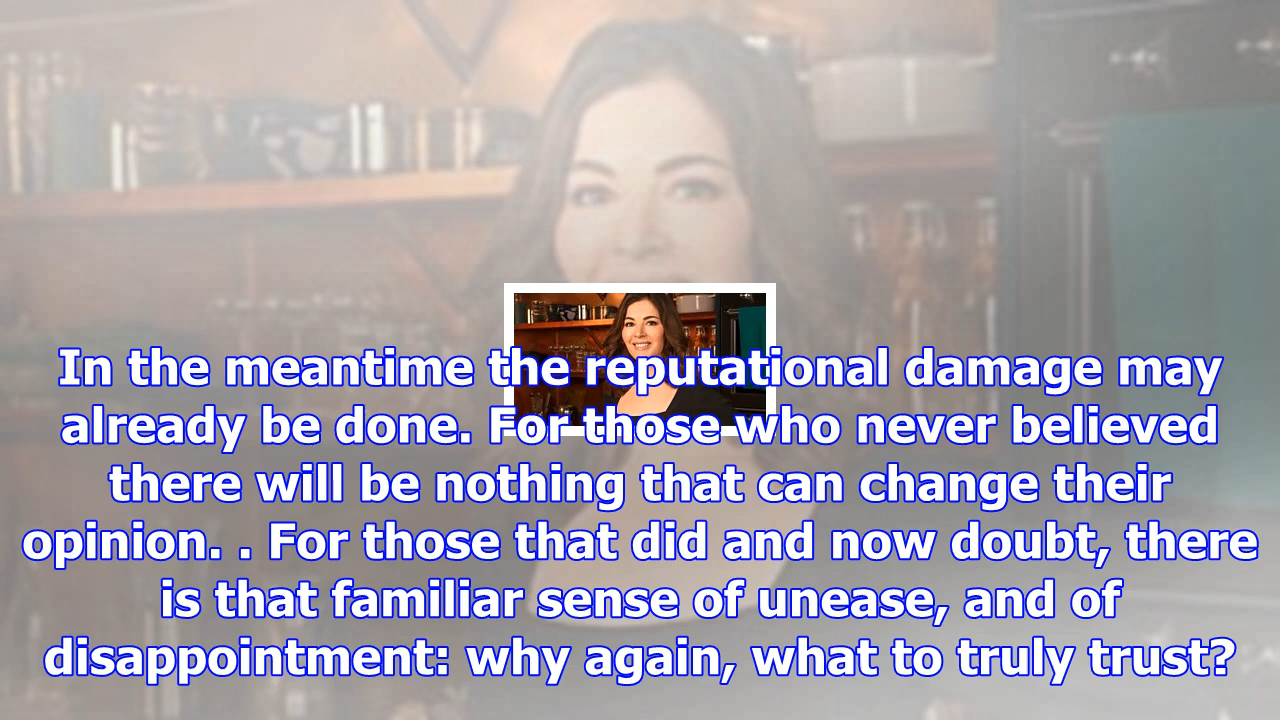 In the meantime the reputational damage may
already be done. For those who never believed
there will be nothing that can change their
opinion. . For those that did and now doubt, there
is that familiar sense of unease, and of
disappointment: why again, what to truly trust?